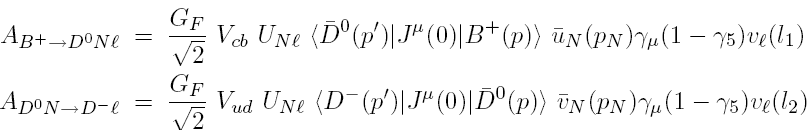 A_{B^+ \to D^0 N \ell} = \frac{G_F}{\sqrt{2}} V_{cb} U_{N\ell} \langle \bar{D}^0(p')|J^\mu(0)|B^+(p)\rangle \bar{u}_N(p_N)\gamma_\mu(1-\gamma_5)v_\ell(l_1)
A_{D^0 N \to D^- \ell} = \frac{G_F}{\sqrt{2}} V_{ud} U_{N\ell} \langle D^-(p')|J^\mu(0)|\bar{D}^0(p)\rangle \bar{v}_N(p_N)\gamma_\mu(1-\gamma_5)v_\ell(l_2)